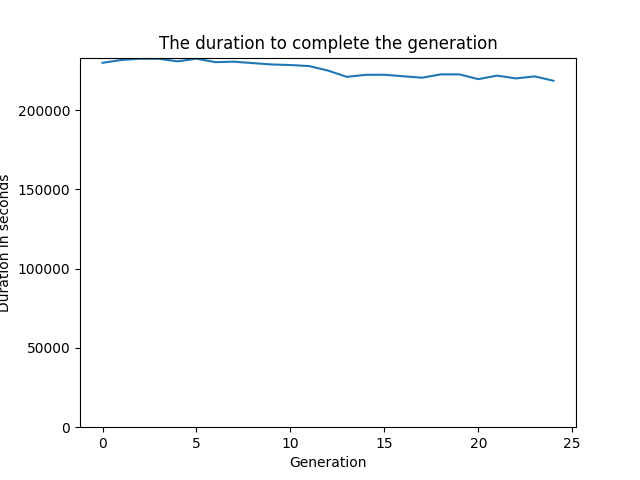 The duration to complete the generation
200000
150000
100000
50000
0
Duration in seconds
0 5 10 15 20 25
Generation